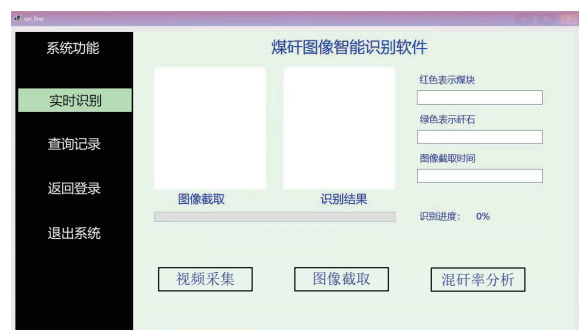 on_line
系统功能
煤矸图像智能识别软件
实时识别
查询记录
返回登录
退出系统
红色表示煤块
绿色表示矸石
图像截取时间
图像截取
识别结果
识别进度： 0%
视频采集
图像截取
混矸率分析